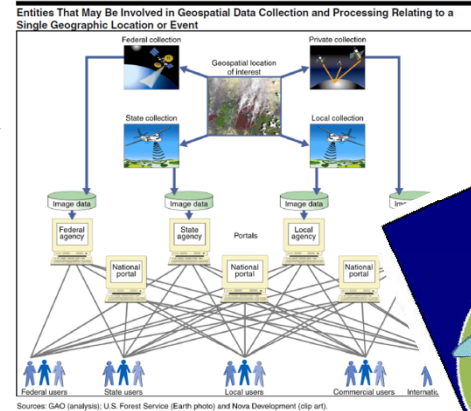 Entities That May Be Involved in Geospatial Data Collection and Processing Relating to a
Single Geographic Location or Event
Federal collection
Private collection
Geospatial location
of interest
State collection
Local collection
Image data
Image data
Image data
Federal
agency
State
agency
Portals
Local
agency
National
portal
National
portal
National
portal
Federal users
State users
Local users
Commercial users
Sources: GAO (analysis); U.S. Forest Service (Earth photo) and Nova Development (clip art).